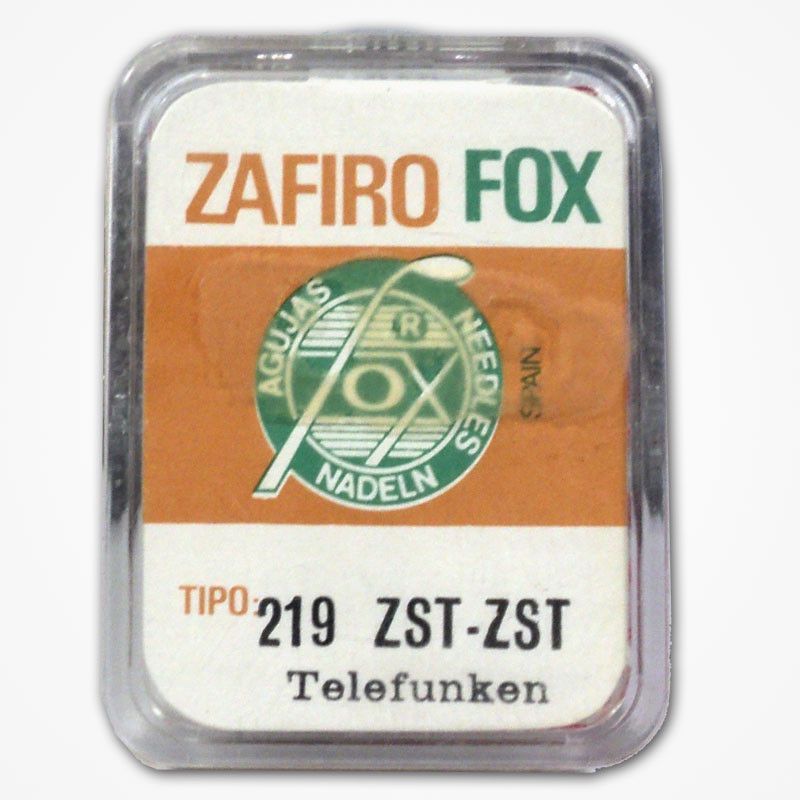 ZAFIRO FOX
AGUJAS
NEEDLES
NADELN
R
FOX
SPAIN
TIPO: 219 ZST-ZST
Telefunken